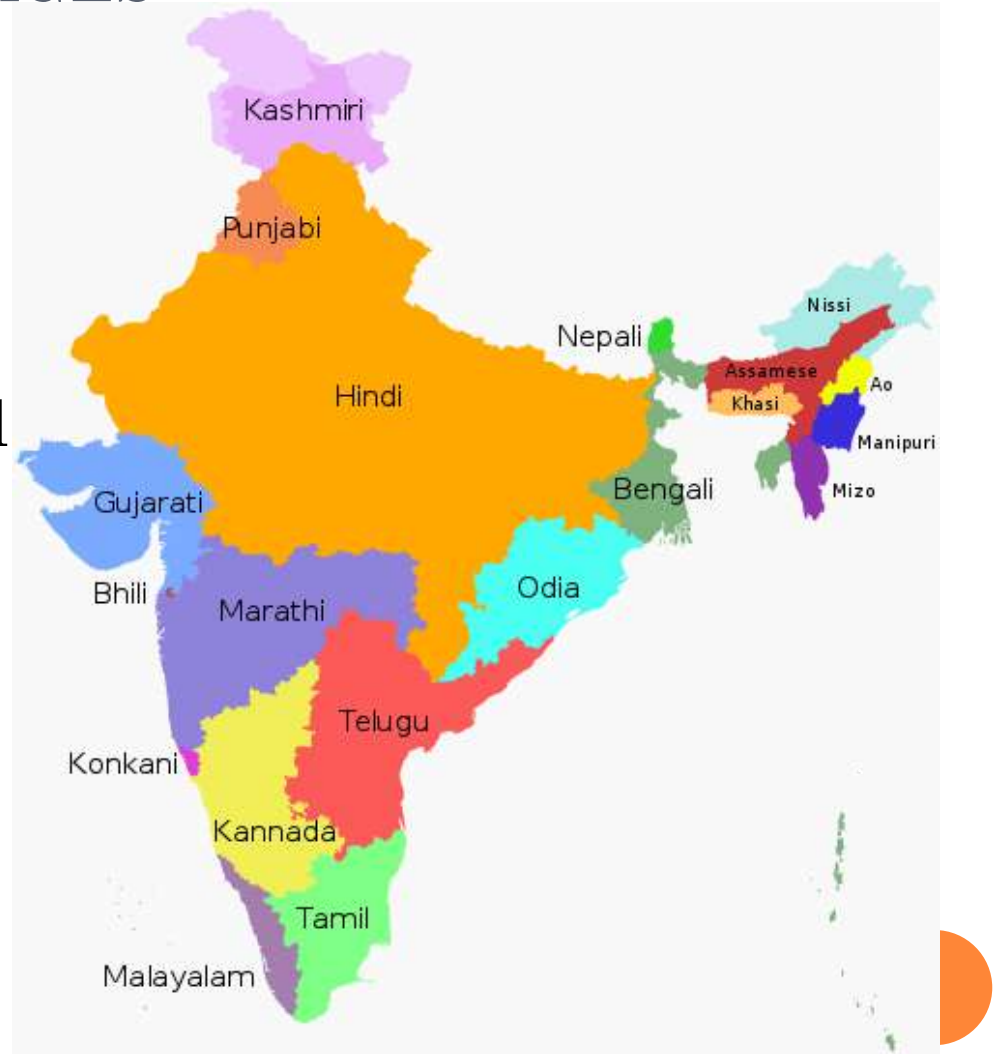 Kashmiri
Punjabi
Nissi
Nepali
Assamese
Ao
Hindi
Khasi
Manipuri
Gujarati
Bengali
Mizo
Bhili
Odia
Marathi
Telugu
Konkani
Kannada
Tamil
Malayalam